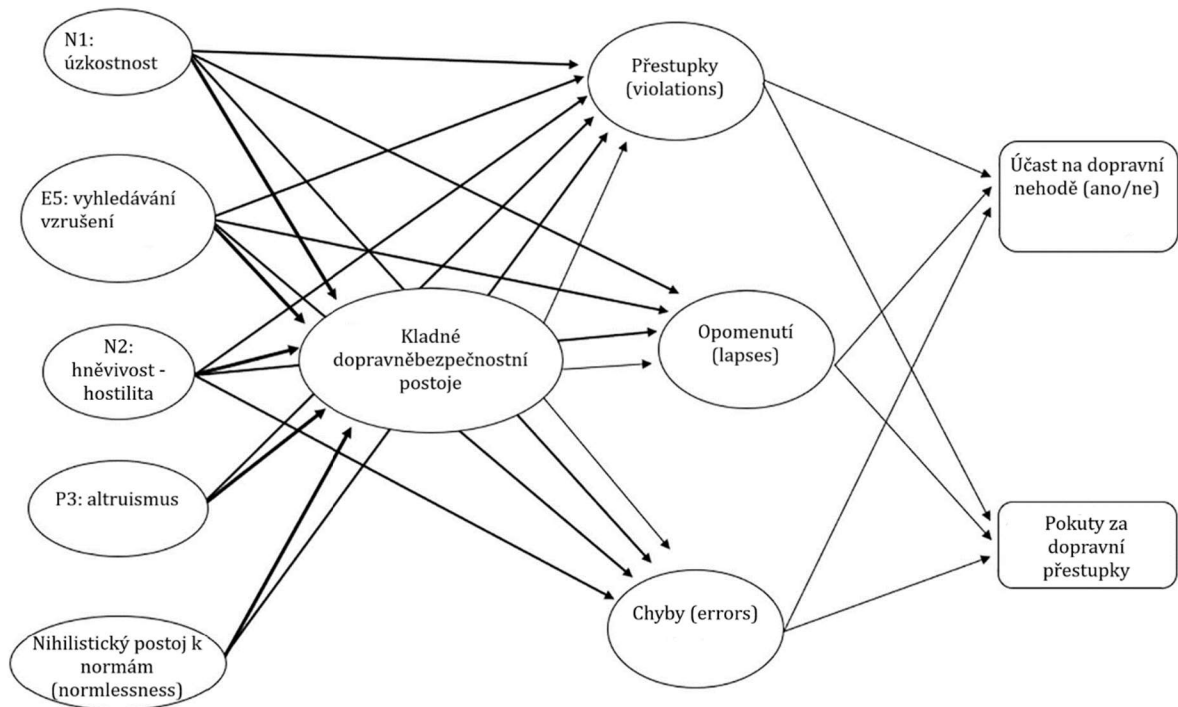 N1:
úzkostnost
Přestupky
(violations)
Účast na dopravní
nehodě (ano/ne)
E5: vyhledávání
vzrušení
Kladné
dopravněbezpečnostní
postoje
Opomenutí
(lapses)
N2:
hněvivost -
hostilita
P3: altruismus
Pokuty za
dopravní
přestupky
Chyby (errors)
Nihilistický postoj k
normám
(normlessness)